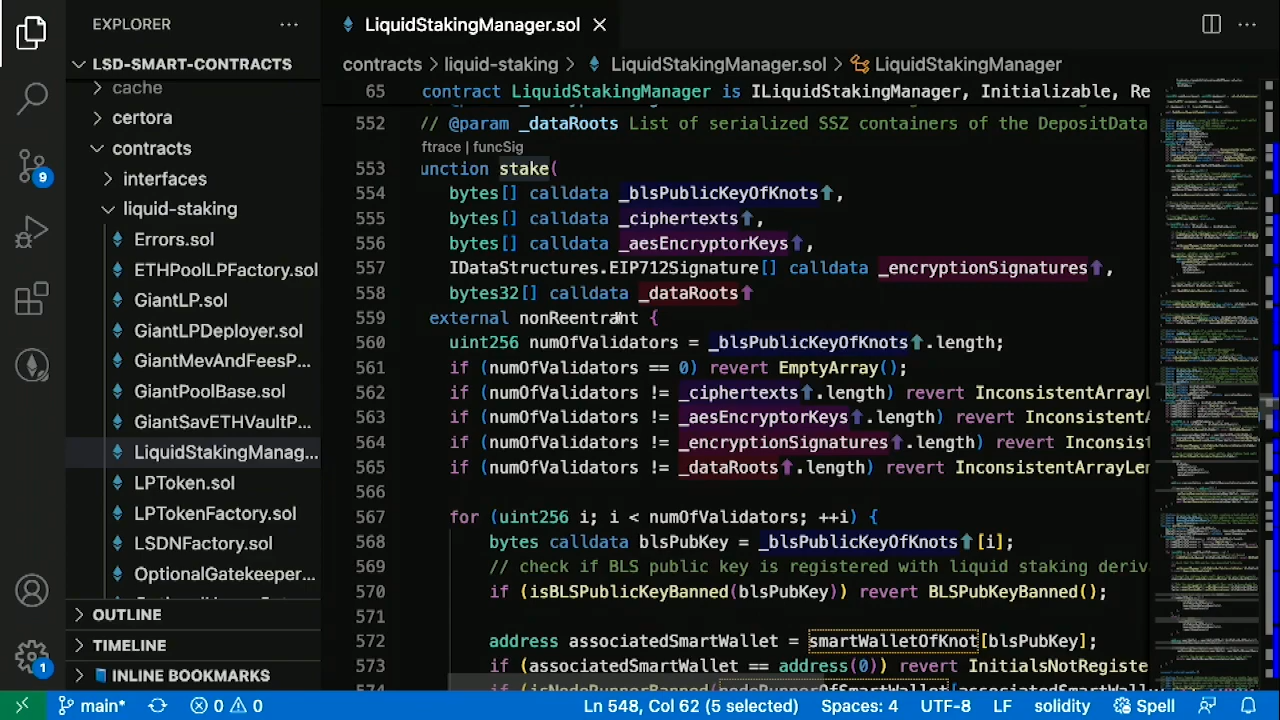 EXPLORER
LSD-SMART-CONTRACTS
cache
certora
contracts
interfaces
liquid-staking
Errors.sol
ETHPoolLPFactory.sol
GiantLP.sol
GiantLPDeployer.sol
GiantMevAndFeesP...
GiantPoolBase.sol
GiantSavETHVaultP...
LiquidStakingManag...
LPToken.sol
LPTokenFactory.sol
LSDNFactory.sol
OptionalGatekeeper...
OUTLINE
TIMELINE
INLINE BOOKMARKS
9
1
LiquidStakingManager.sol
contracts > liquid-staking > LiquidStakingManager.sol > LiquidStakingManager
65 contract LiquidStakingManager is ILiquidStakingManager, Initializable, Re
552 // @param _dataRoots List of serialized SSZ containers of the DepositData
ftrace | funcSig
553 unction stake(
554 bytes[] calldata _blsPublicKeyOfKnots↑,
555 bytes[] calldata _ciphertexts↑,
556 bytes[] calldata _aesEncryptorKeys↑,
557 IDataStructures.EIP712Signature[] calldata _encryptionSignatures↑,
558 bytes32[] calldata _dataRoots↑
559 external nonReentrant {
560 uint256 numOfValidators = _blsPublicKeyOfKnots↑.length;
561 if (numOfValidators == 0) revert EmptyArray();
562 if (numOfValidators != _ciphertexts↑.length) revert InconsistentArrayL
563 if (numOfValidators != _aesEncryptorKeys↑.length) revert InconsistentA
564 if (numOfValidators != _encryptionSignatures↑.length) revert Inconsist
565 if (numOfValidators != _dataRoots↑.length) revert InconsistentArrayLen
566
567 for (uint256 i; i < numOfValidators; ++i) {
568 bytes calldata blsPubKey = _blsPublicKeyOfKnots↑[i];
569 // check if BLS public key is registered with liquid staking deriv
570 if (isBLSPublicKeyBanned(blsPubKey)) revert BLSPubKeyBanned();
571
572 address associatedSmartWallet = smartWalletOfKnot[blsPubKey];
573 if (associatedSmartWallet == address(0)) revert InitialsNotRegiste
main*
0 0
Ln 548, Col 62 (5 selected)
Spaces: 4
UTF-8
LF
solidity
Spell